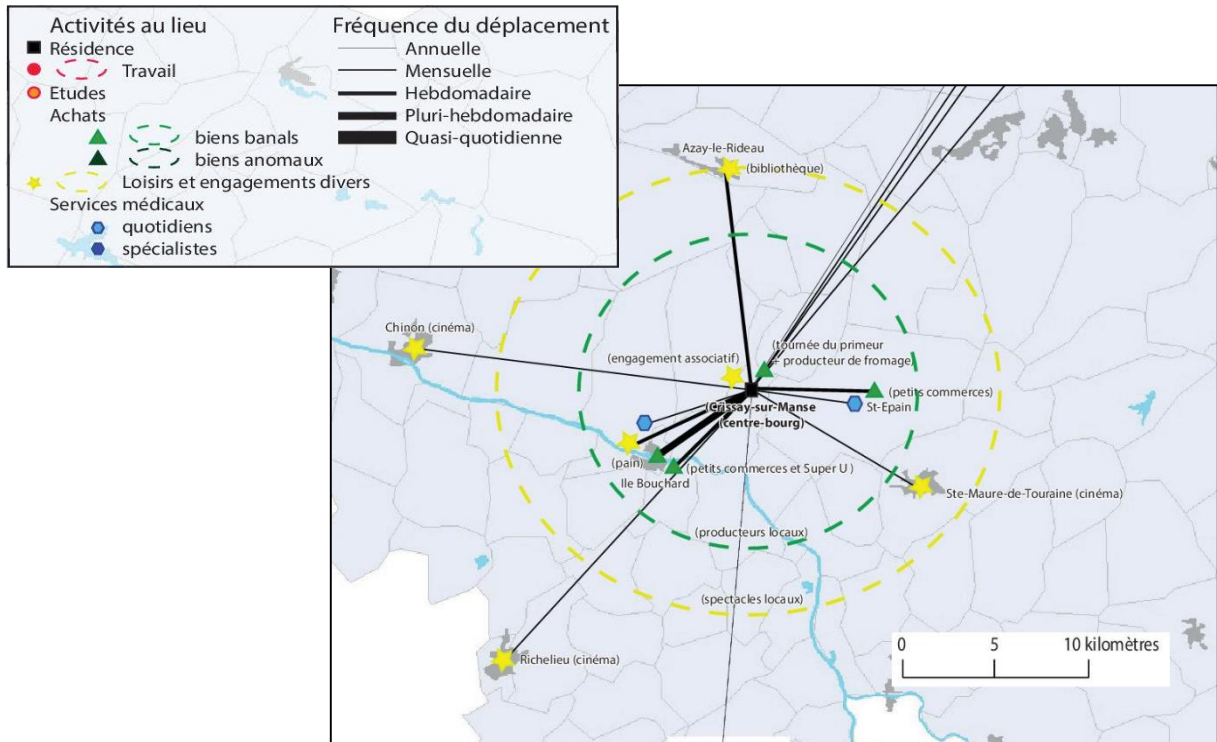 Activités au lieu
Résidence
Travail
Etudes
Achats
biens banals
biens anomaux
Loisirs et engagements divers
Services médicaux
quotidiens
spécialistes
Fréquence du déplacement
Annuelle
Mensuelle
Hebdomadaire
Pluri-hebdomadaire
Quasi-quotidienne
Azay-le-Rideau
(bibliothèque)
Chinon (cinéma)
(engagement associatif)
(tournée du primeur
+ producteur de fromage)
(petits commerces)
St-Epain
(Crissay-sur-Manse
(centre-bourg)
(pain)
(petits commerces et Super U )
Ile Bouchard
Ste-Maure-de-Touraine (cinéma)
(producteurs locaux)
(spectacles locaux)
Richelieu (cinéma)
0 5 10 kilomètres